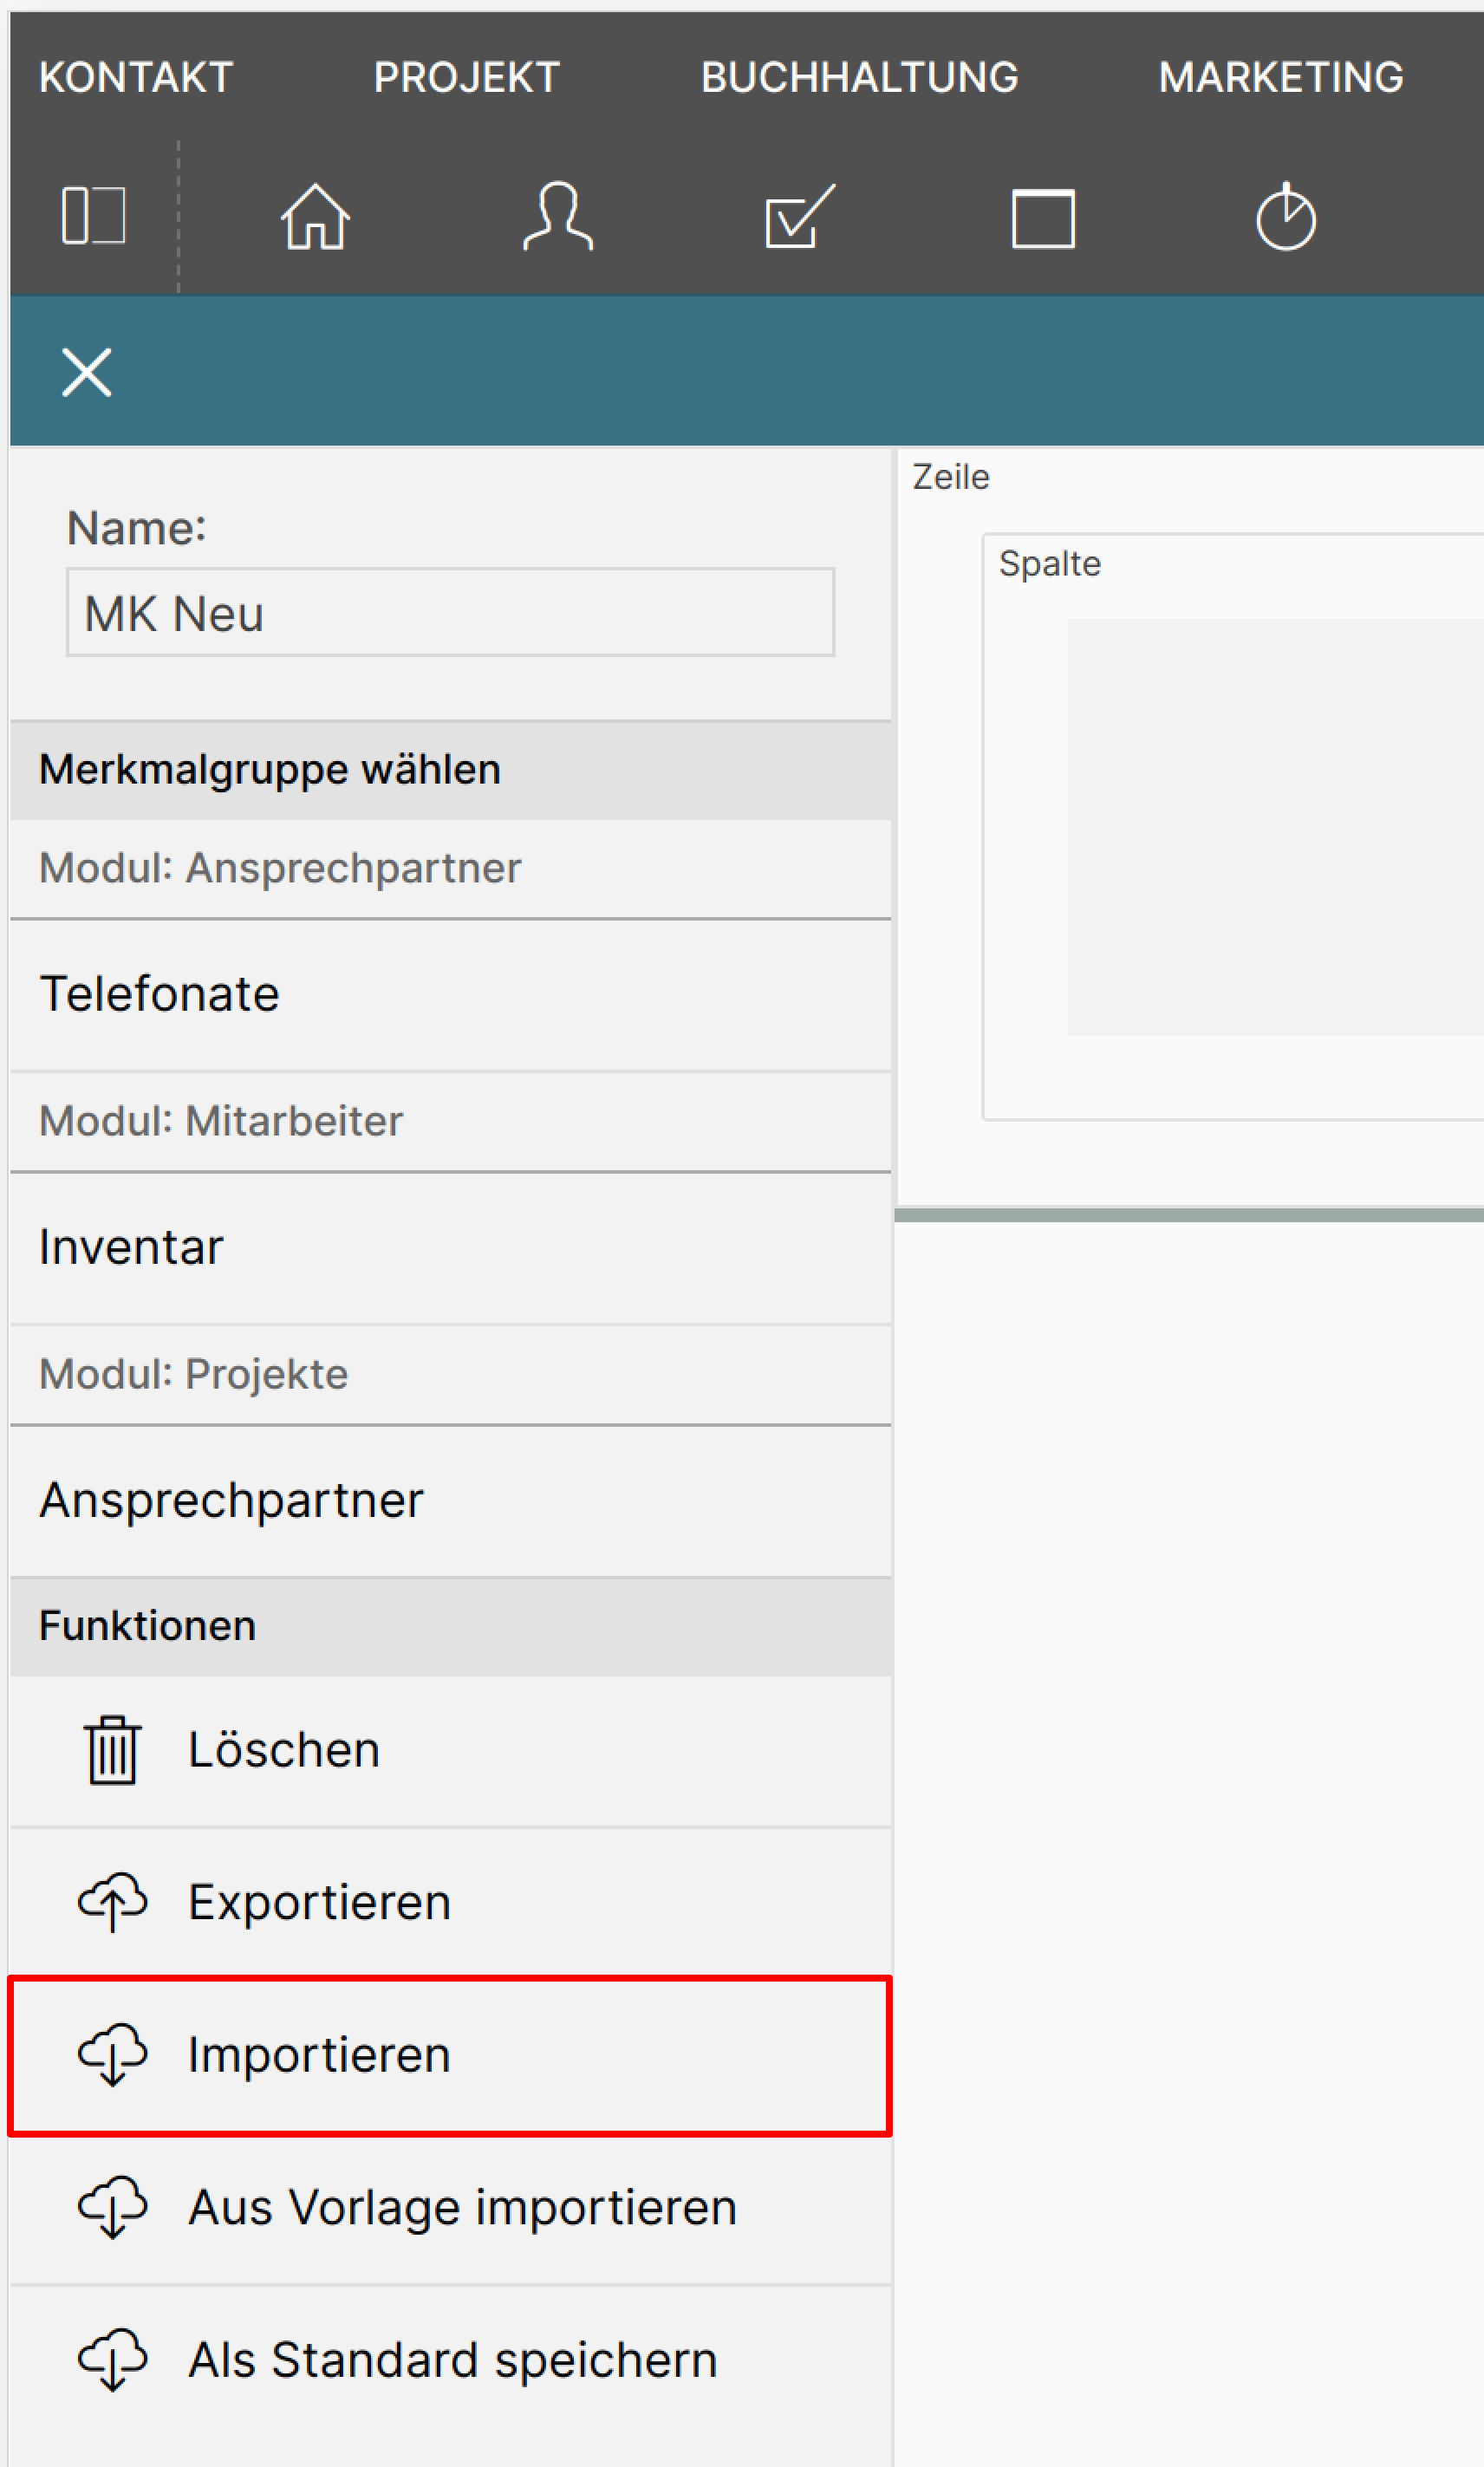 KONTAKT PROJEKT BUCHHALTUNG MARKETING
Name:
MK Neu
Merkmalgruppe wählen
Modul: Ansprechpartner
Telefonate
Modul: Mitarbeiter
Inventar
Modul: Projekte
Ansprechpartner
Funktionen
Löschen
Exportieren
Importieren
Aus Vorlage importieren
Als Standard speichern
Zeile
Spalte